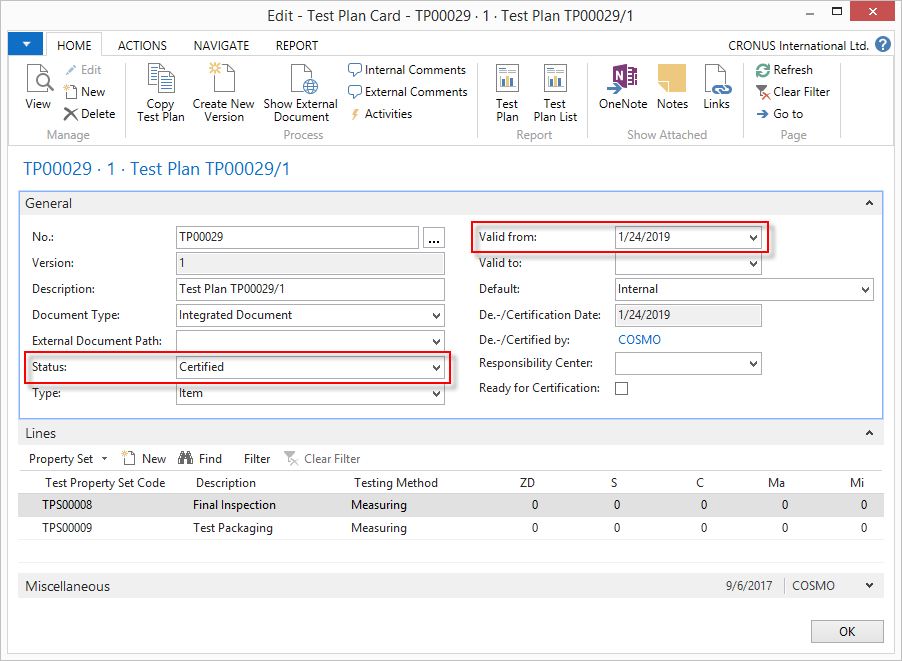 Edit - Test Plan Card - TP00029 · 1 · Test Plan TP00029/1
HOME ACTIONS NAVIGATE REPORT CRONUS International Ltd. ?
View Edit New Delete
Manage
Copy Test Plan Create New Version Show External Document Internal Comments External Comments Activities
Process
Test Plan Test Plan List
Report
OneNote Notes Links
Show Attached
Refresh Clear Filter Go to
Page
TP00029 · 1 · Test Plan TP00029/1
General
No.: TP00029 ...
Version: 1
Description: Test Plan TP00029/1
Document Type: Integrated Document
External Document Path:
Status: Certified
Type: Item
Valid from: 1/24/2019
Valid to:
Default: Internal
De.-/Certification Date: 1/24/2019
De.-/Certified by: COSMO
Responsibility Center:
Ready for Certification:
Lines
Property Set New Find Filter Clear Filter
Test Property Set Code Description Testing Method ZD S C Ma Mi
TPS00008 Final Inspection Measuring 0 0 0 0 0
TPS00009 Test Packaging Measuring 0 0 0 0 0
Miscellaneous 9/6/2017 COSMO
OK